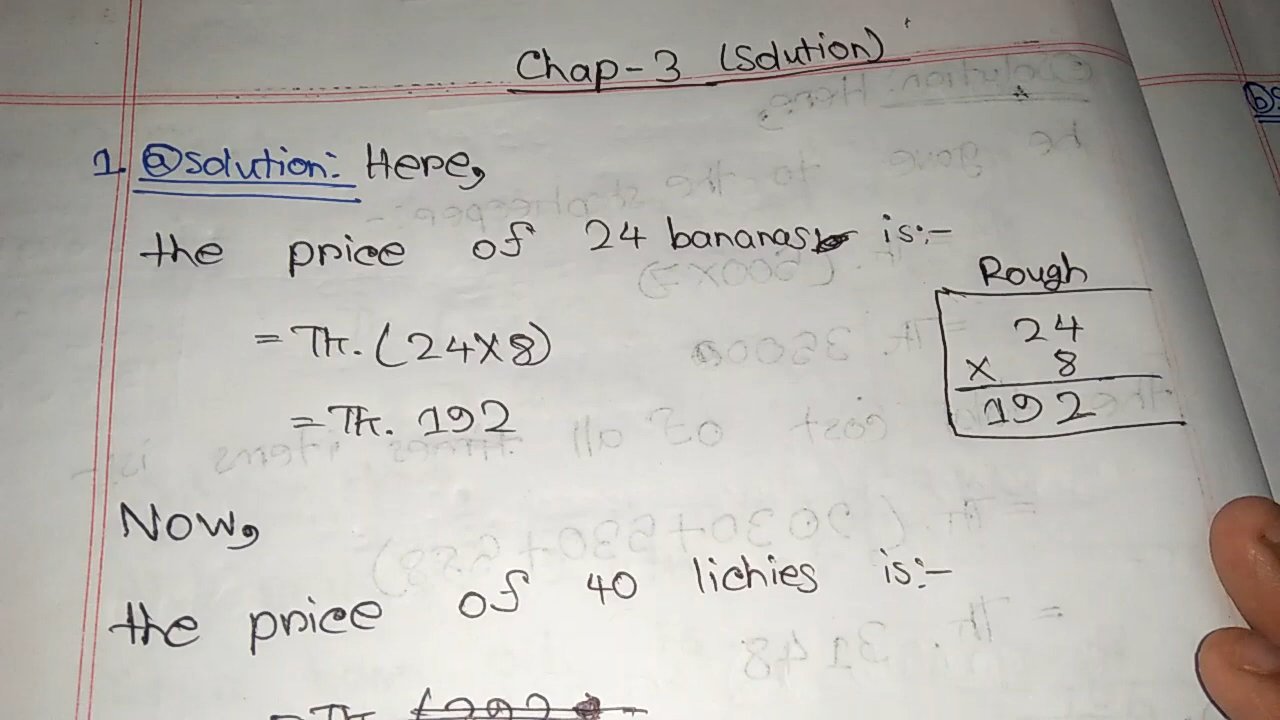 Chap-3 (Solution)
1. ⓐ solution:- Here,
the price of 24 bananas is:-
= Tk. (24×8)
= Tk. 192
Rough
24
× 8
192
Now,
the price of 40 lichies is:-
= Tk